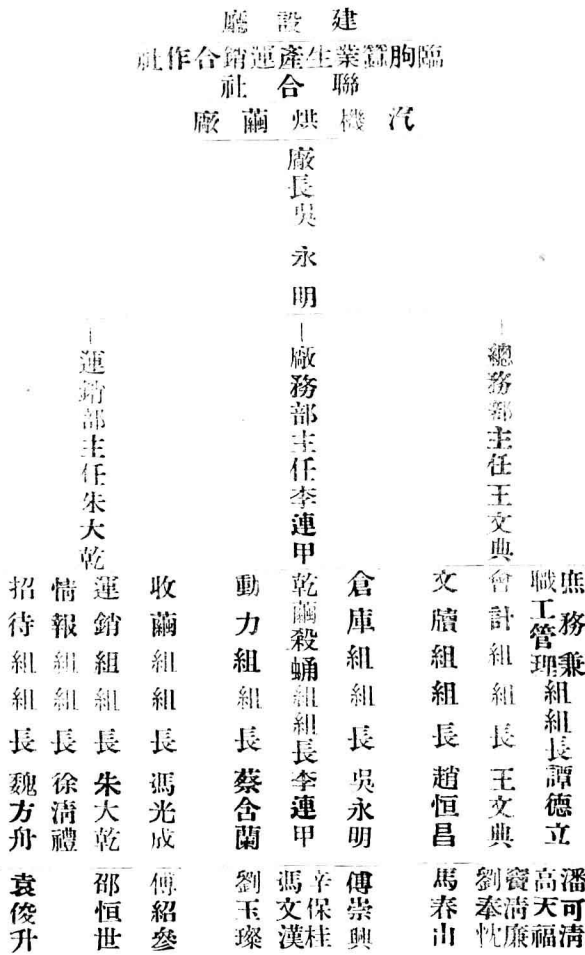 建設廳
臨朐蠶業生產運銷合作社
聯合社
汽機烘繭廠
廠長吳永明
總務部主任王文典
廠務部主任李連甲
運銷部主任朱大乾
庶務兼職工管理組組長譚德立
會計組組長王文典
文牘組組長趙恒昌
倉庫組組長吳永明
乾繭殺蛹組組長李連甲
動力組組長蔡含蘭
收繭組組長馮光成
運銷組組長朱大乾
情報組組長徐清禮
招待組組長魏方舟
潘可清
高天福
竇清廉
劉奉忱
馬春山
傅崇興
辛保桂
馮文漢
劉玉璨
傅紹參
邵恒世
袁俊升